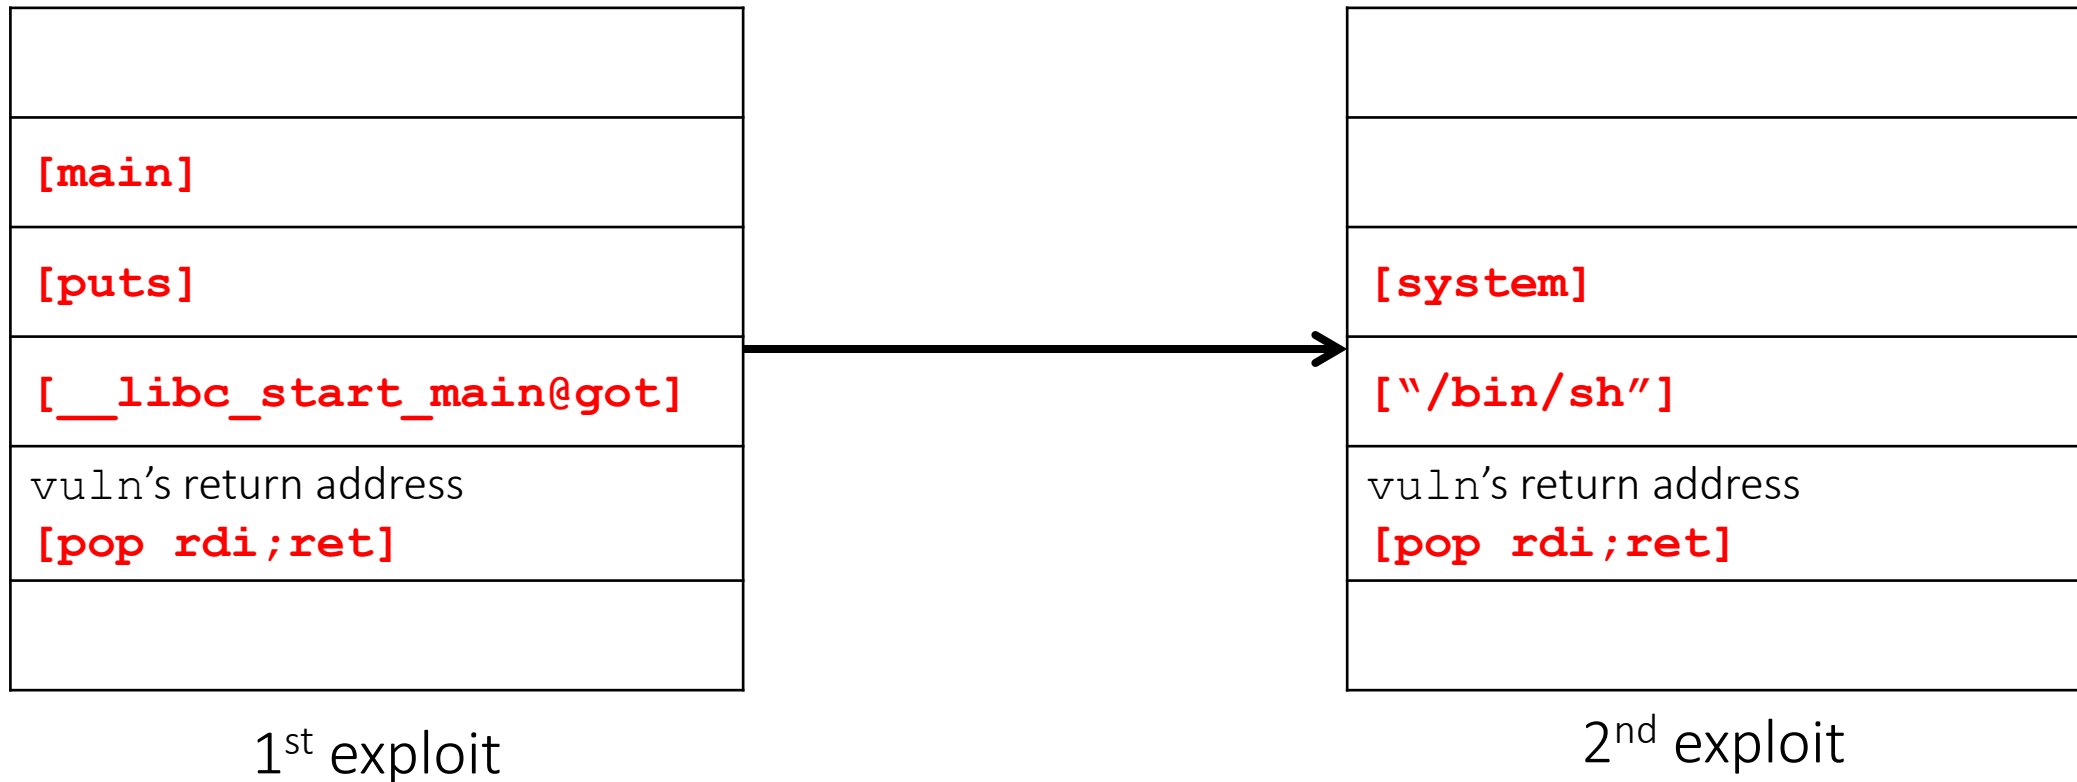 [main]
[puts]
[__libc_start_main@got]
vuln’s return address
[pop rdi;ret]
1st exploit
[system]
[“/bin/sh”]
vuln’s return address
[pop rdi;ret]
2nd exploit